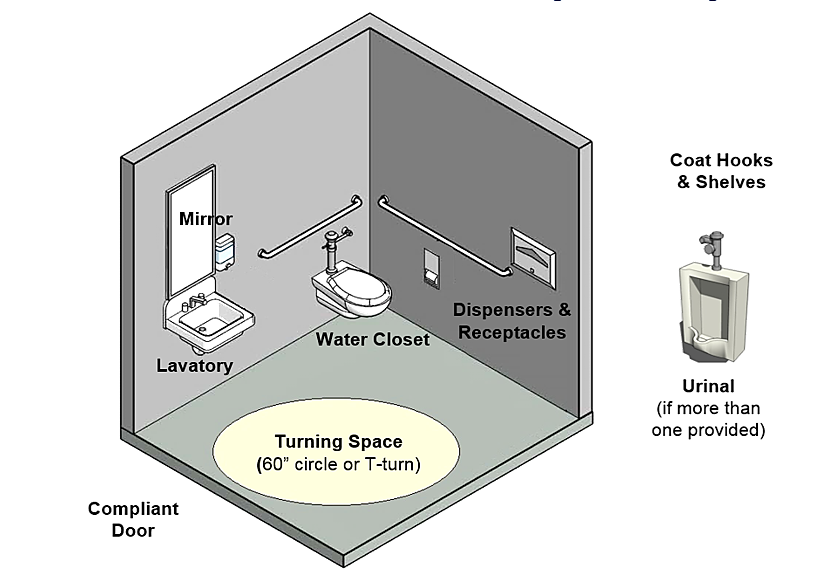 Coat Hooks
& Shelves
Mirror
Dispensers &
Receptacles
Water Closet
Lavatory
Urinal
(if more than
one provided)
Turning Space
(60” circle or T-turn)
Compliant
Door